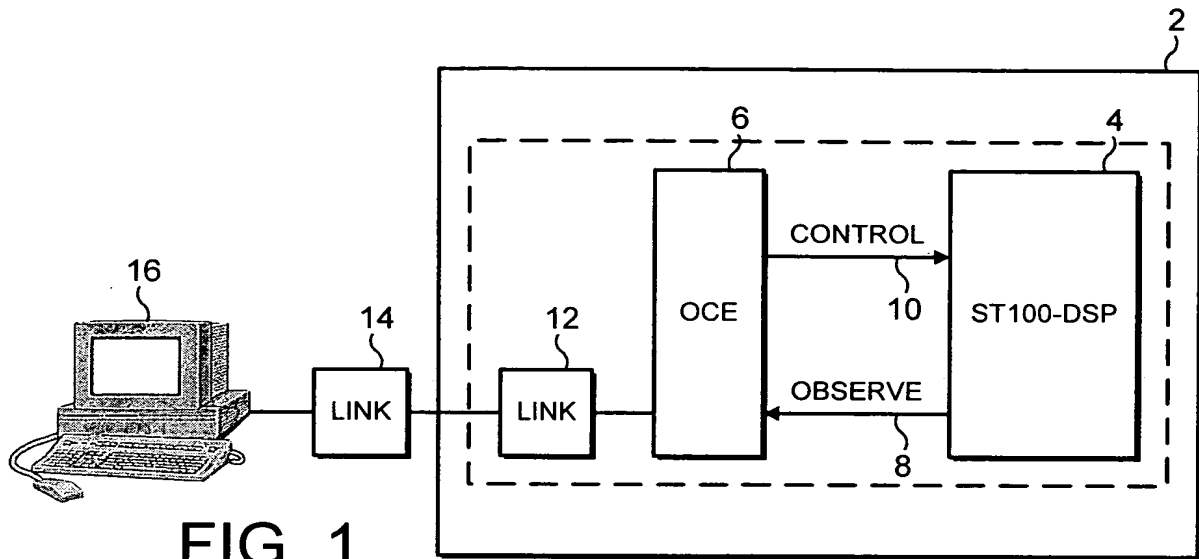 2
6
4
CONTROL
10
16
14
12
OCE
ST100-DSP
LINK
LINK
OBSERVE
8
FIG. 1